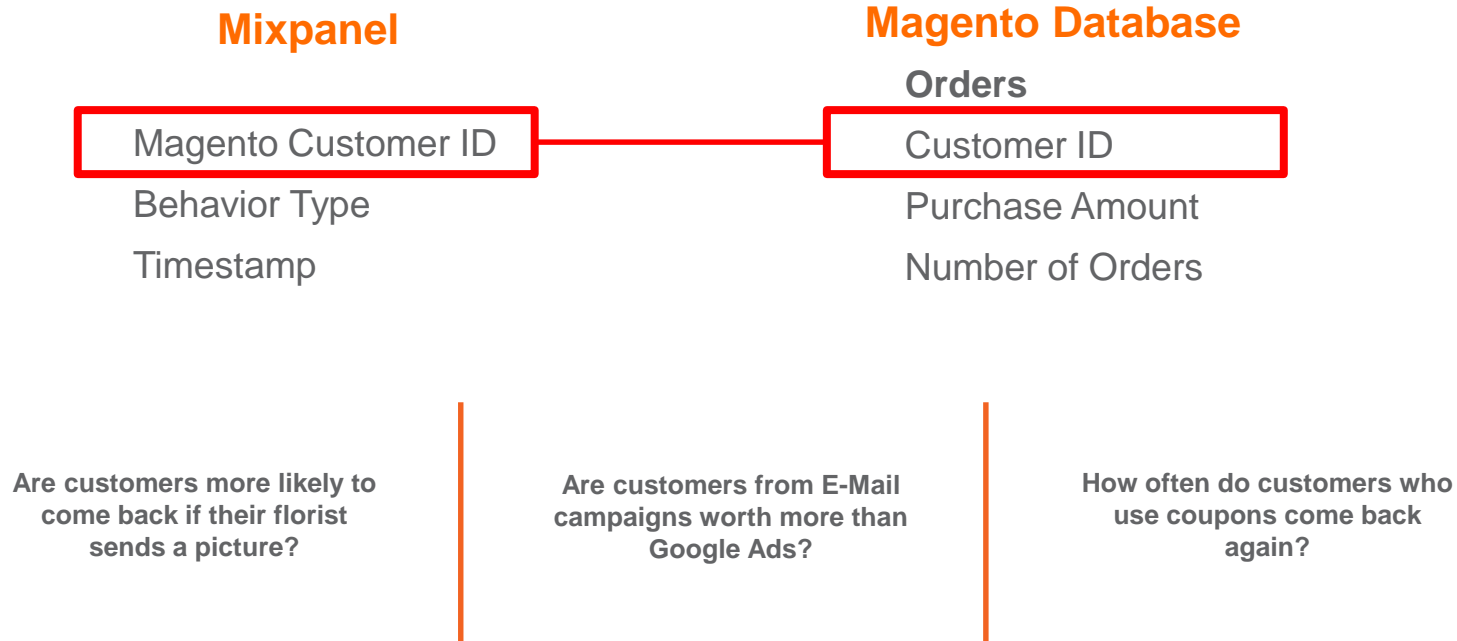 Mixpanel
Magento Customer ID
Behavior Type
Timestamp
Magento Database
Orders
Customer ID
Purchase Amount
Number of Orders
Are customers more likely to
come back if their florist
sends a picture?
Are customers from E-Mail
campaigns worth more than
Google Ads?
How often do customers who
use coupons come back
again?